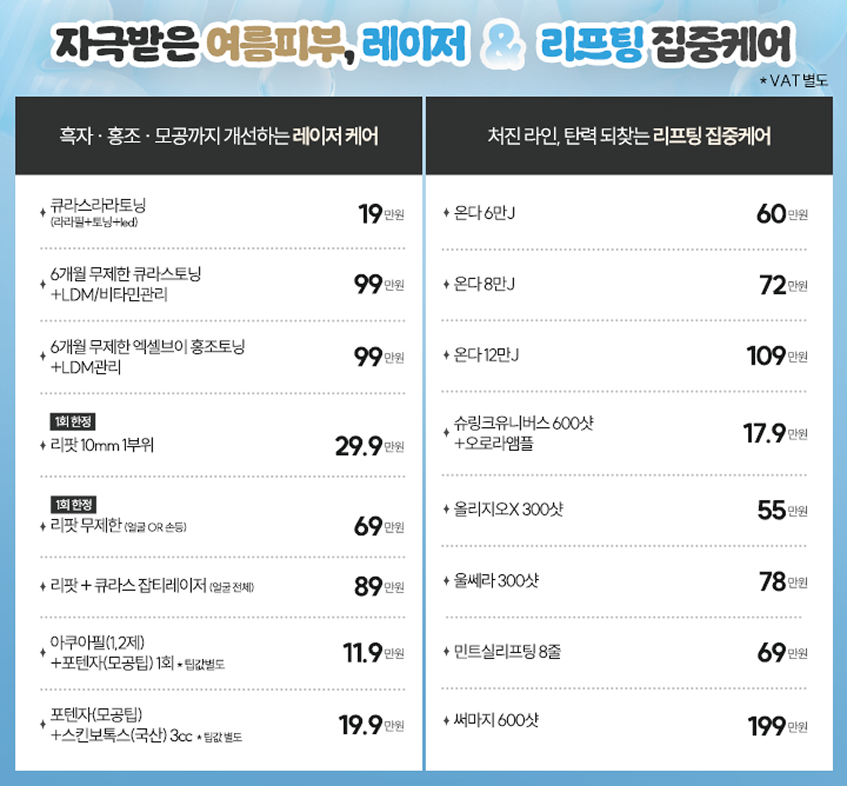 자극받은 여름피부, 레이저 & 리프팅 집중케어
* VAT 별도
흑자 · 홍조 · 모공까지 개선하는 레이저 케어
큐라스라라토닝
(라라필+토닝+led)
19만원
6개월 무제한 큐라스토닝
+LDM/비타민관리
99만원
6개월 무제한 엑셀브이 홍조토닝
+LDM관리
99만원
1회 한정
리팟 10mm 1부위
29.9만원
1회 한정
리팟 무제한 (얼굴 OR 손등)
69만원
리팟 + 큐라스 잡티레이저 (얼굴 전체)
89만원
아쿠아필(1,2제)
+포텐자(모공팁) 1회 * 팁값별도
11.9만원
포텐자(모공팁)
+스킨보톡스(국산) 3cc * 팁값 별도
19.9만원
처진 라인, 탄력 되찾는 리프팅 집중케어
온다 6만J
60만원
온다 8만J
72만원
온다 12만J
109만원
슈링크유니버스 600샷
+오로라앰플
17.9만원
올리지오X 300샷
55만원
울쎄라 300샷
78만원
민트실리프팅 8줄
69만원
써마지 600샷
199만원